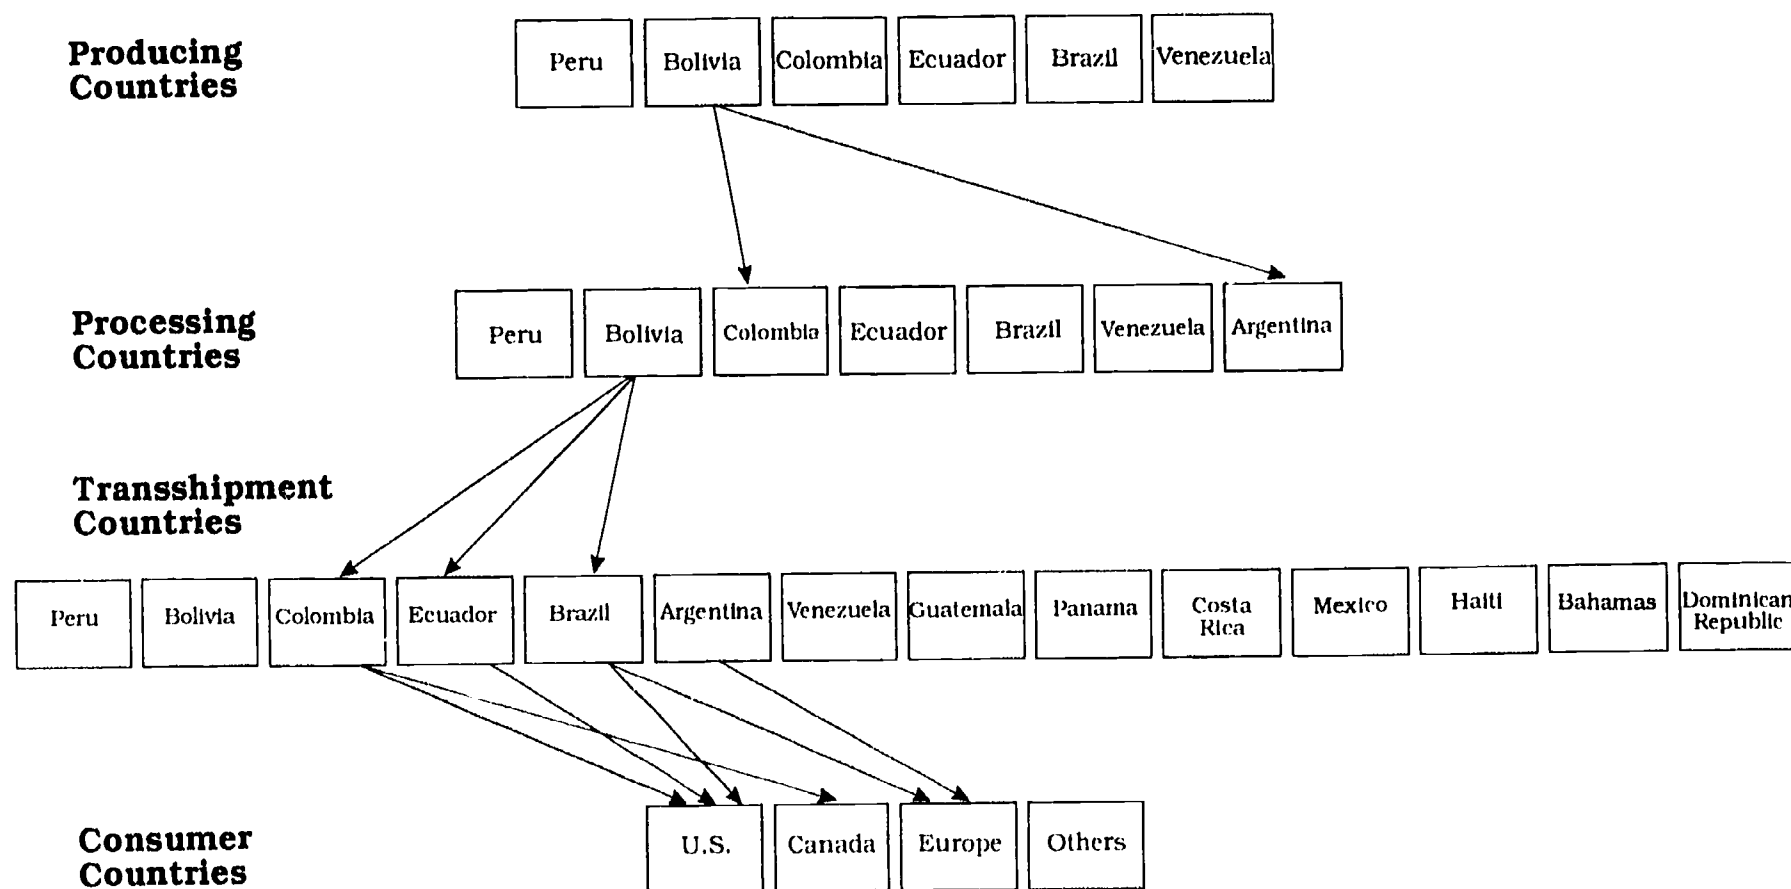 Producing
Countries
Peru
Bolivia
Colombia
Ecuador
Brazil
Venezuela
Processing
Countries
Peru
Bolivia
Colombia
Ecuador
Brazil
Venezuela
Argentina
Transshipment
Countries
Peru
Bolivia
Colombia
Ecuador
Brazil
Argentina
Venezuela
Guatemala
Panama
Costa
Rica
Mexico
Haiti
Bahamas
Dominican
Republic
Consumer
Countries
U.S.
Canada
Europe
Others